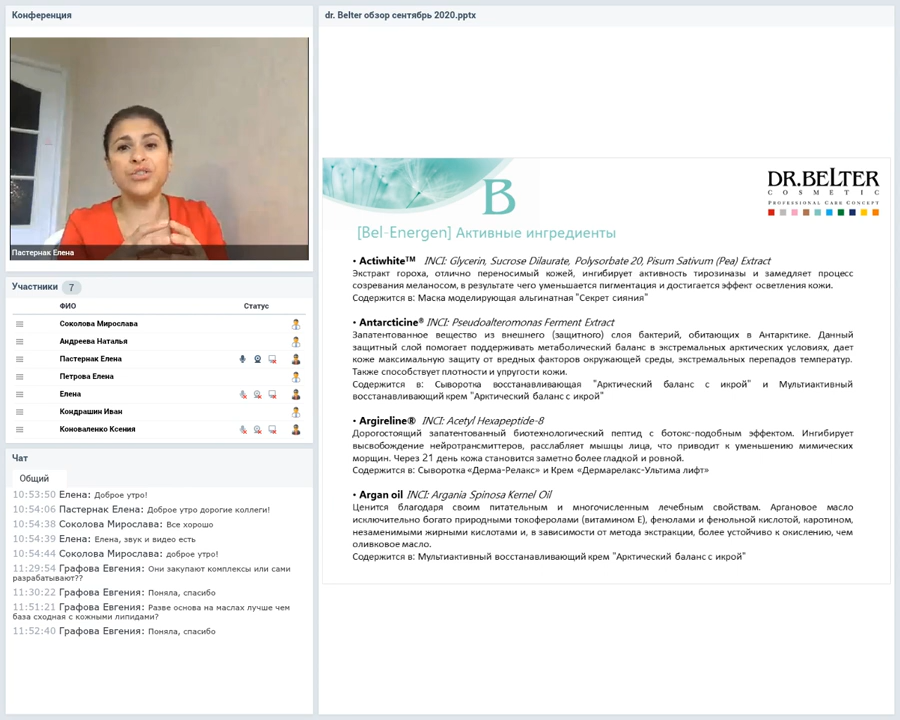 Конференция
Пастернак Елена
Участники 7
ФИО Статус
Соколова Мирослава
Андреева Наталья
Пастернак Елена
Петрова Елена
Елена
Кондрашин Иван
Коноваленко Ксения
Чат
Общий
10:53:50 Елена: Доброе утро!
10:54:06 Пастернак Елена: Доброе утро дорогие коллеги!
10:54:38 Соколова Мирослава: Все хорошо
10:54:39 Елена: Елена, звук и видео есть
10:54:44 Соколова Мирослава: доброе утро!
11:29:54 Графова Евгения: Они закупают комплексы или сами
разрабатывают??
11:30:22 Графова Евгения: Поняла, спасибо
11:51:21 Графова Евгения: Разве основа на маслах лучше чем
база сходная с кожными липидами?
11:52:40 Графова Евгения: Поняла, спасибо
dr. Belter обзор сентябрь 2020.pptx
B
DR.BELTER
COSMETIC
PROFESSIONAL CARE CONCEPT
[Bel-Energen] Активные ингредиенты
• Actiwhite™ INCI: Glycerin, Sucrose Dilaurate, Polysorbate 20, Pisum Sativum (Pea) Extract
Экстракт гороха, отлично переносимый кожей, ингибирует активность тирозиназы и замедляет процесс
созревания меланосом, в результате чего уменьшается пигментация и достигается эффект осветления кожи.
Содержится в: Маска моделирующая альгинатная "Секрет сияния"
• Antarcticine® INCI: Pseudoalteromonas Ferment Extract
Запатентованное вещество из внешнего (защитного) слоя бактерий, обитающих в Антарктике. Данный
защитный слой помогает поддерживать метаболический баланс в экстремальных арктических условиях, дает
коже максимальную защиту от вредных факторов окружающей среды, экстремальных перепадов температур.
Также способствует плотности и упругости кожи.
Содержится в: Сыворотка восстанавливающая "Арктический баланс с икрой" и Мультиактивный
восстанавливающий крем "Арктический баланс с икрой"
• Argireline® INCI: Acetyl Hexapeptide-8
Дорогостоящий запатентованный биотехнологический пептид с ботокс-подобным эффектом. Ингибирует
высвобождение нейротрансмиттеров, расслабляет мышцы лица, что приводит к уменьшению мимических
морщин. Через 21 день кожа становится заметно более гладкой и ровной.
Содержится в: Сыворотка «Дерма-Релакс» и Крем «Дермарелакс-Ультима лифт»
• Argan oil INCI: Argania Spinosa Kernel Oil
Ценится благодаря своим питательным и многочисленным лечебным свойствам. Аргановое масло
исключительно богато природными токоферолами (витамином Е), фенолами и фенольной кислотой, каротином,
незаменимыми жирными кислотами и, в зависимости от метода экстракции, более устойчиво к окислению, чем
оливковое масло.
Содержится в: Мультиактивный восстанавливающий крем "Арктический баланс с икрой"